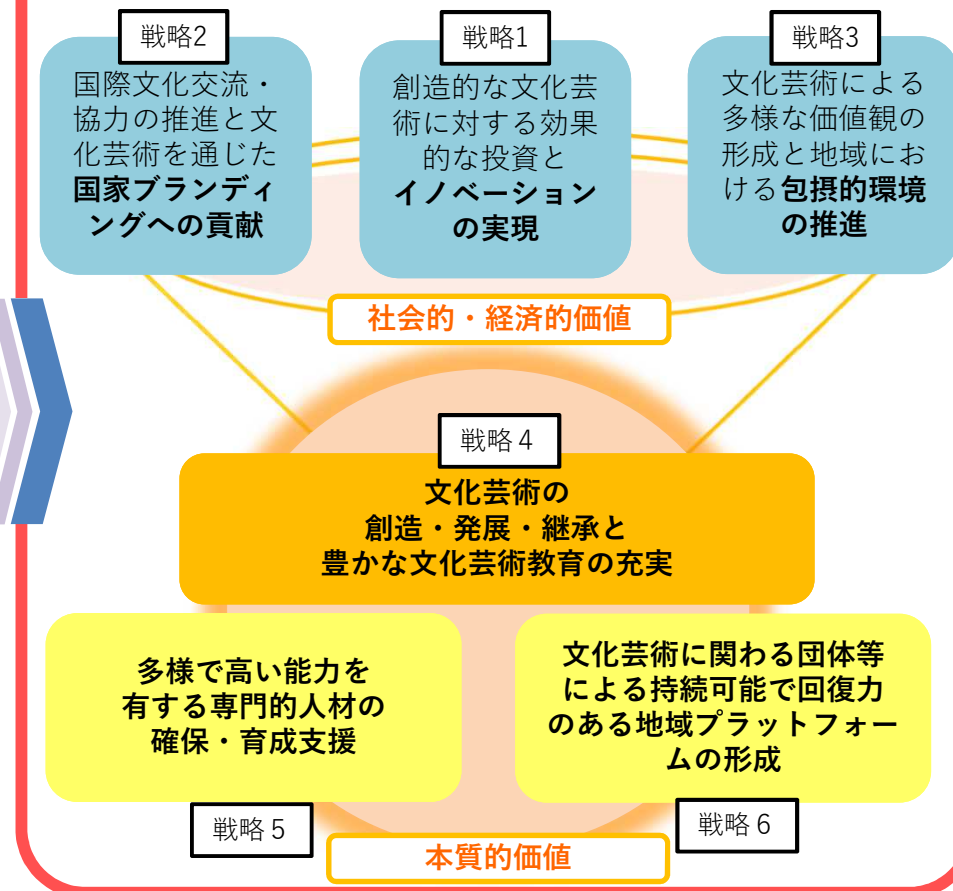 戦略2
国際文化交流・
協力の推進と文
化芸術を通じた
国家ブランディ
ングへの貢献
戦略1
創造的な文化芸
術に対する効果
的な投資と
イノベーション
の実現
戦略3
文化芸術による
多様な価値観の
形成と地域にお
ける包摂的環境
の推進
社会的・経済的価値
戦略４
文化芸術の
創造・発展・継承と
豊かな文化芸術教育の充実
多様で高い能力を
有する専門的人材の
確保・育成支援
戦略５
文化芸術に関わる団体等
による持続可能で回復力
のある地域プラットフォー
ムの形成
戦略６
本質的価値